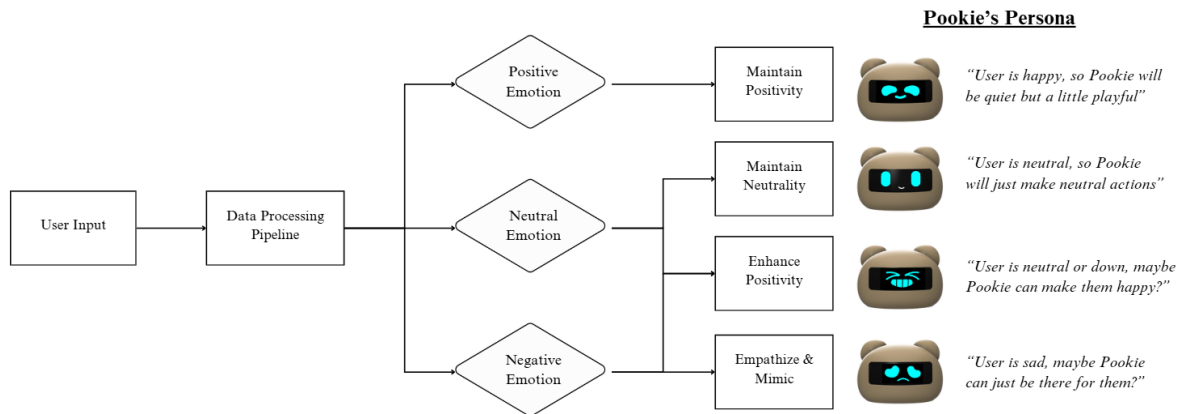 Pookie's Persona
Positive
Emotion
Maintain
Positivity
“User is happy, so Pookie will
be quiet but a little playful”
Maintain
Neutrality
“User is neutral, so Pookie
will just make neutral actions”
User Input
Data Processing
Pipeline
Neutral
Emotion
Enhance
Positivity
“User is neutral or down, maybe
Pookie can make them happy?”
Negative
Emotion
Empathize &
Mimic
“User is sad, maybe Pookie
can just be there for them?”